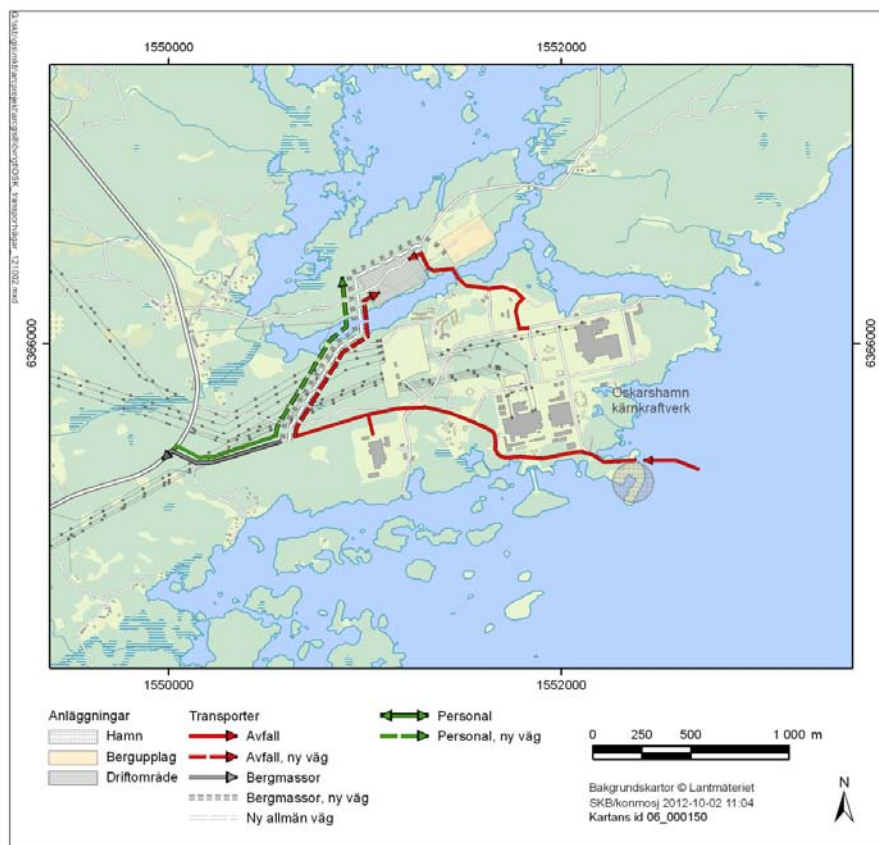 1550000
1552000
6366000
6366000
Oskarshamn
kärnkraftverk
1550000
1552000
Anläggningar
Hamn
Bergupplag
Driftområde
Transporter
Avfall
Avfall, ny väg
Bergmassor
Bergmassor, ny väg
Ny allmän väg
Personal
Personal, ny väg
0 250 500 1 000 m
Bakgrundskartor © Lantmäteriet
SKB/konmosj 2012-10-02 11:04
Kartans id 06_000150
N